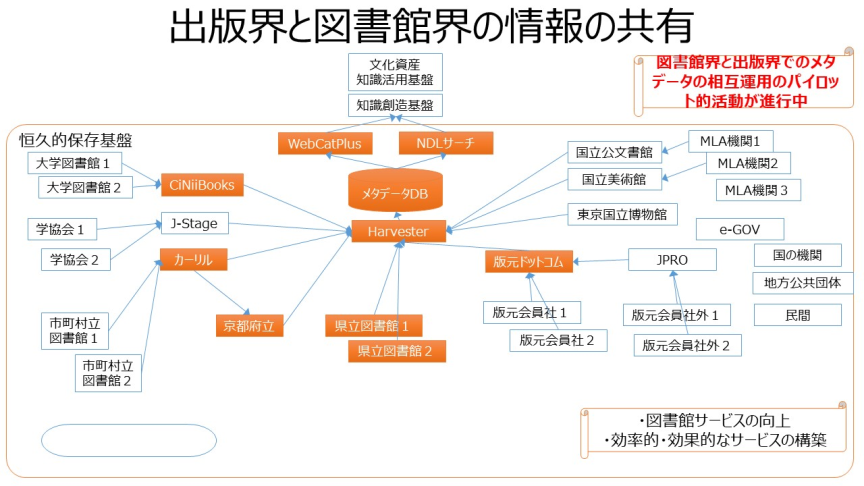 出版界と図書館界の情報の共有
文化資産
知識活用基盤
図書館界と出版界でのメタ
データの相互運用のパイロッ
ト的活動が進行中
知識創造基盤
恒久的保存基盤
WebCatPlus
NDLサーチ
MLA機関1
国立公文書館
大学図書館１
MLA機関2
CiNiiBooks
メタデータDB
国立美術館
大学図書館２
MLA機関３
東京国立博物館
学協会１
J-Stage
Harvester
e-GOV
学協会２
カーリル
版元ドットコム
JPRO
国の機関
地方公共団体
市町村立
図書館１
京都府立
県立図書館１
版元会員社１
版元会員社外１
民間
県立図書館２
版元会員社２
版元会員社外２
市町村立
図書館２
・図書館サービスの向上
・効率的・効果的なサービスの構築